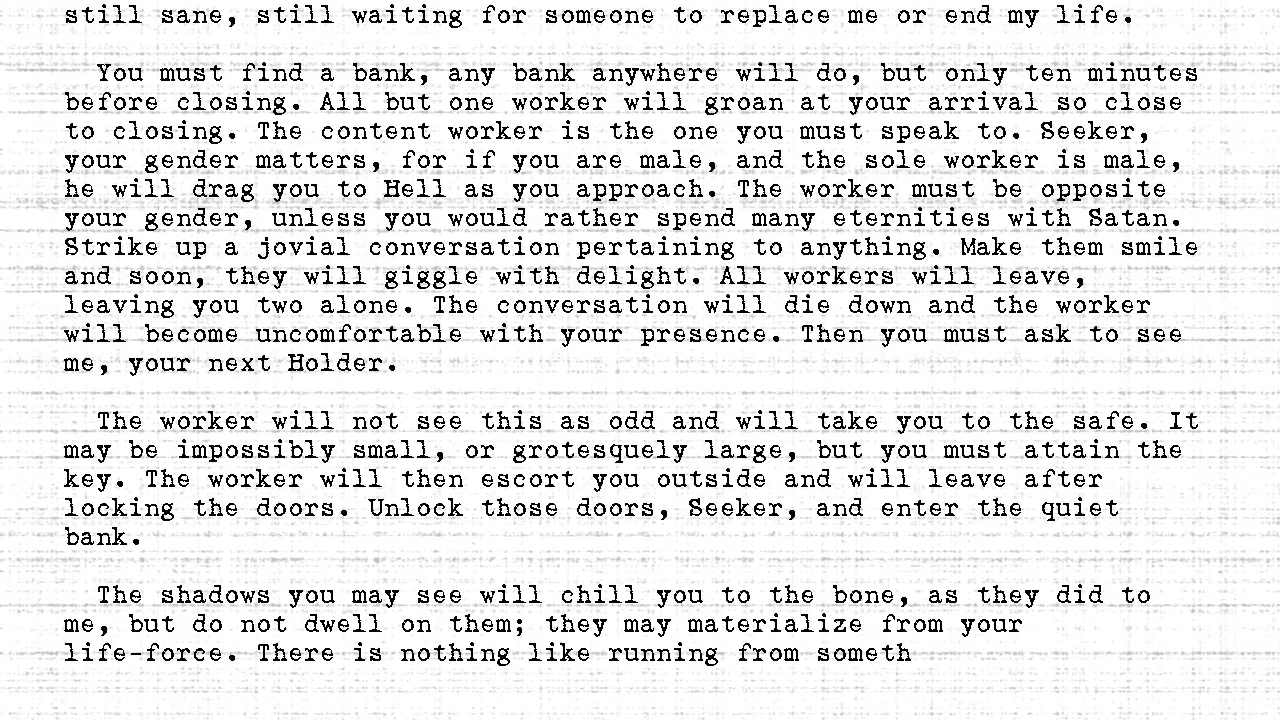 still sane, still waiting for someone to replace me or end my life.
You must find a bank, any bank anywhere will do, but only ten minutes
before closing. All but one worker will groan at your arrival so close
to closing. The content worker is the one you must speak to. Seeker,
your gender matters, for if you are male, and the sole worker is male,
he will drag you to Hell as you approach. The worker must be opposite
your gender, unless you would rather spend many eternities with Satan.
Strike up a jovial conversation pertaining to anything. Make them smile
and soon, they will giggle with delight. All workers will leave,
leaving you two alone. The conversation will die down and the worker
will become uncomfortable with your presence. Then you must ask to see
me, your next Holder.
The worker will not see this as odd and will take you to the safe. It
may be impossibly small, or grotesquely large, but you must attain the
key. The worker will then escort you outside and will leave after
locking the doors. Unlock those doors, Seeker, and enter the quiet
bank.
The shadows you may see will chill you to the bone, as they did to
me, but do not dwell on them; they may materialize from your
life-force. There is nothing like running from someth